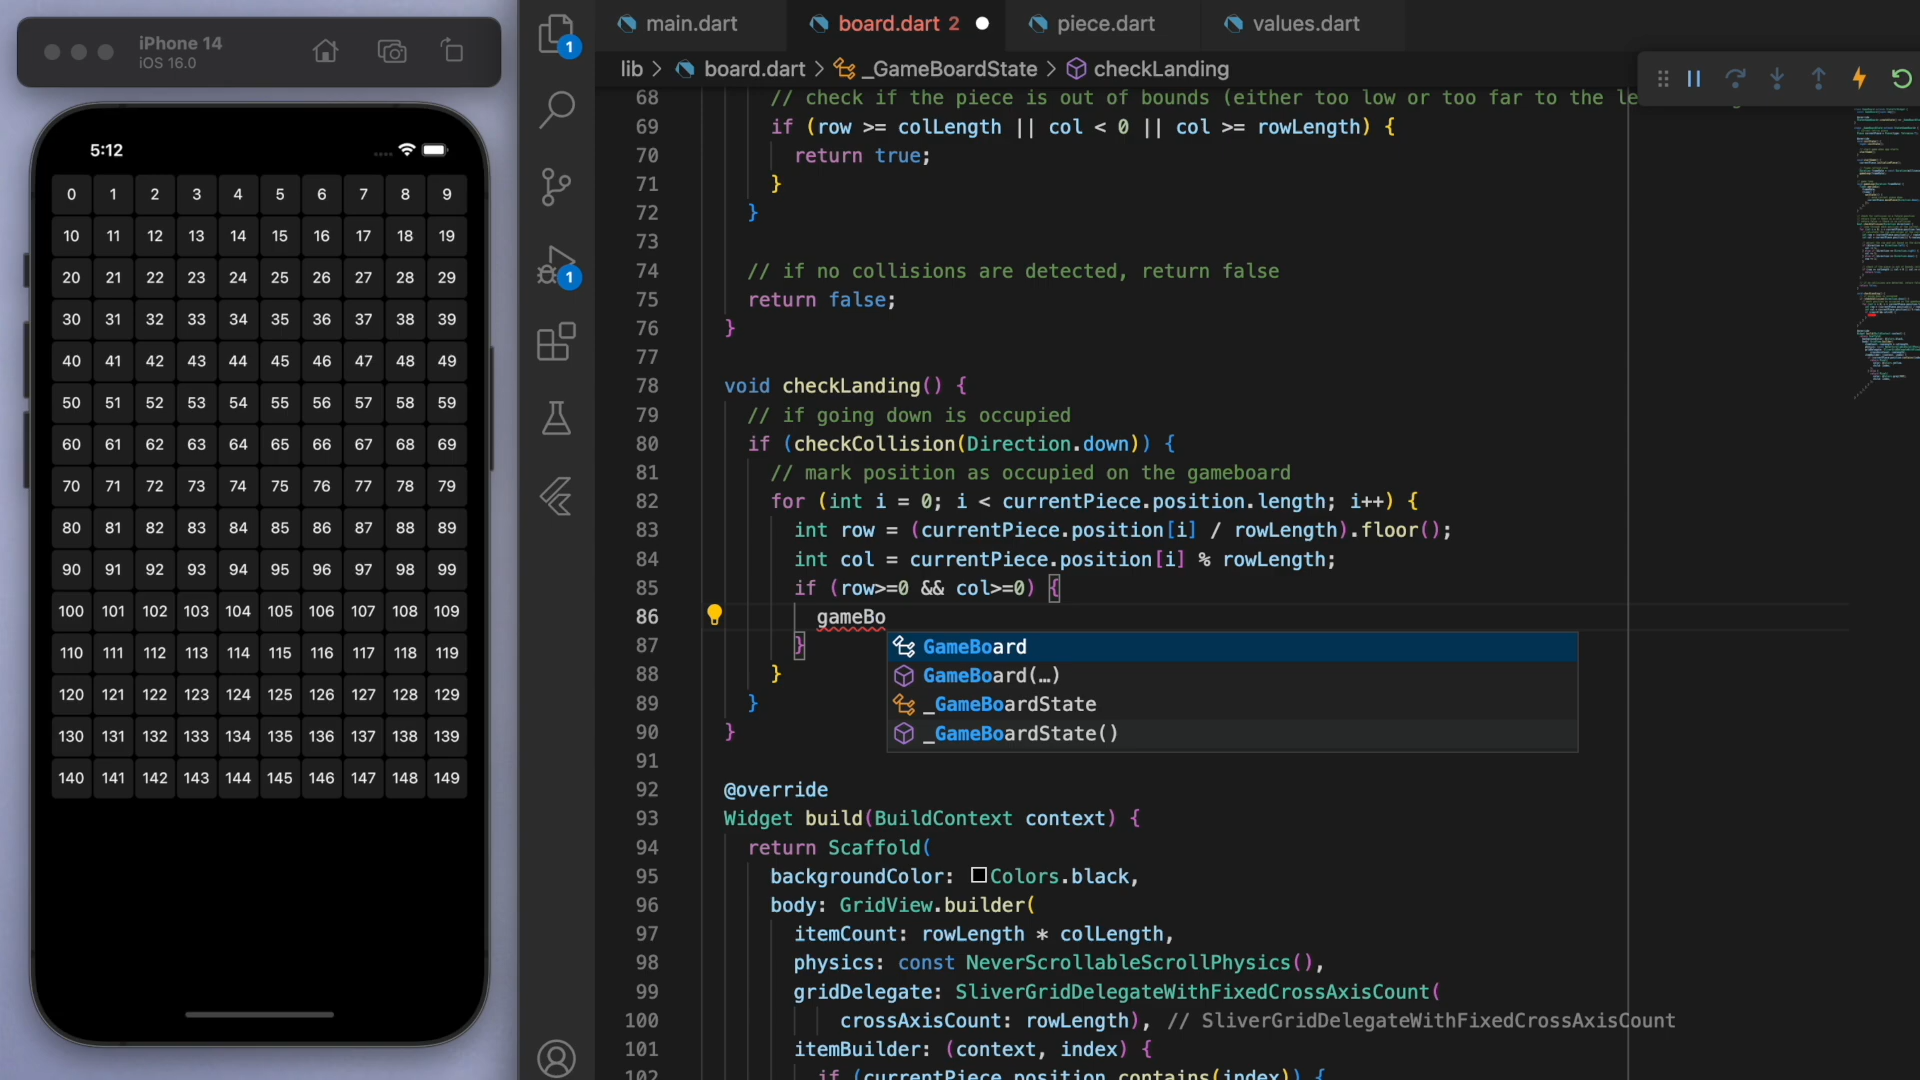 iPhone 14
iOS 16.0
5:12
0 1 2 3 4 5 6 7 8 9
10 11 12 13 14 15 16 17 18 19
20 21 22 23 24 25 26 27 28 29
30 31 32 33 34 35 36 37 38 39
40 41 42 43 44 45 46 47 48 49
50 51 52 53 54 55 56 57 58 59
60 61 62 63 64 65 66 67 68 69
70 71 72 73 74 75 76 77 78 79
80 81 82 83 84 85 86 87 88 89
90 91 92 93 94 95 96 97 98 99
100 101 102 103 104 105 106 107 108 109
110 111 112 113 114 115 116 117 118 119
120 121 122 123 124 125 126 127 128 129
130 131 132 133 134 135 136 137 138 139
140 141 142 143 144 145 146 147 148 149
1
1
main.dart board.dart 2 piece.dart values.dart
lib > board.dart > _GameBoardState > checkLanding
68 // check if the piece is out of bounds (either too low or too far to the le
69 if (row >= colLength || col < 0 || col >= rowLength) {
70 return true;
71 }
72 }
73
74 // if no collisions are detected, return false
75 return false;
76 }
77
78 void checkLanding() {
79 // if going down is occupied
80 if (checkCollision(Direction.down)) {
81 // mark position as occupied on the gameboard
82 for (int i = 0; i < currentPiece.position.length; i++) {
83 int row = (currentPiece.position[i] / rowLength).floor();
84 int col = currentPiece.position[i] % rowLength;
85 if (row>=0 && col>=0) {
86 gameBo
87 }
GameBoard
GameBoard(…)
_GameBoardState
_GameBoardState()
88 }
89 }
90 }
91
92 @override
93 Widget build(BuildContext context) {
94 return Scaffold(
95 backgroundColor: Colors.black,
96 body: GridView.builder(
97 itemCount: rowLength * colLength,
98 physics: const NeverScrollableScrollPhysics(),
99 gridDelegate: SliverGridDelegateWithFixedCrossAxisCount(
100 crossAxisCount: rowLength), // SliverGridDelegateWithFixedCrossAxisCount
101 itemBuilder: (context, index) {
102 if (currentPiece.position.contains(index)) {